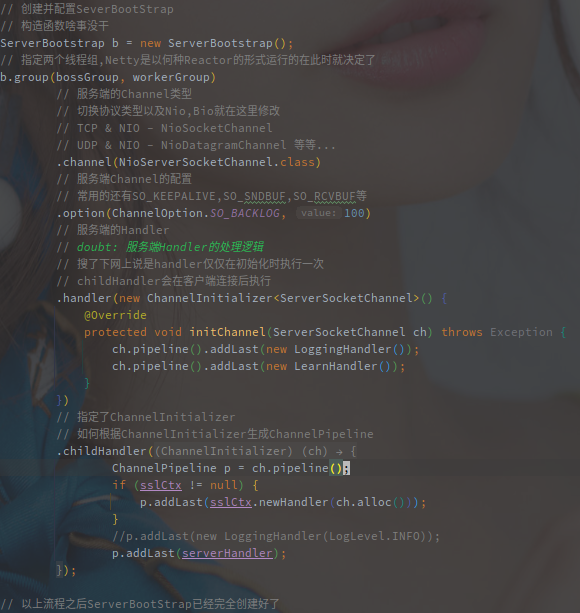 // 创建并配置SeverBootStrap
// 构造函数啥事没干
ServerBootstrap b = new ServerBootstrap();
// 指定两个线程组,Netty是以何种Reactor的形式运行的在此时就决定了
b.group(bossGroup, workerGroup)
// 服务端的Channel类型
// 切换协议类型以及Nio,Bio就在这里修改
// TCP & NIO - NioSocketChannel
// UDP & NIO - NioDatagramChannel 等等...
.channel(NioServerSocketChannel.class)
// 服务端Channel的配置
// 常用的还有SO_KEEPALIVE,SO_SNDBUF,SO_RCVBUF等
.option(ChannelOption.SO_BACKLOG, value: 100)
// 服务端的Handler
// doubt: 服务端Handler的处理逻辑
// 搜了下网上说是handler仅仅在初始化时执行一次
// childHandler会在客户端连接后执行
.handler(new ChannelInitializer<ServerSocketChannel>() {
@Override
protected void initChannel(ServerSocketChannel ch) throws Exception {
ch.pipeline().addLast(new LoggingHandler());
ch.pipeline().addLast(new LearnHandler());
}
})
// 指定了ChannelInitializer
// 如何根据ChannelInitializer生成ChannelPipeline
.childHandler((ChannelInitializer) (ch) → {
ChannelPipeline p = ch.pipeline();
if (sslCtx != null) {
p.addLast(sslCtx.newHandler(ch.alloc()));
}
//p.addLast(new LoggingHandler(LogLevel.INFO));
p.addLast(serverHandler);
});
// 以上流程之后ServerBootStrap已经完全创建好了